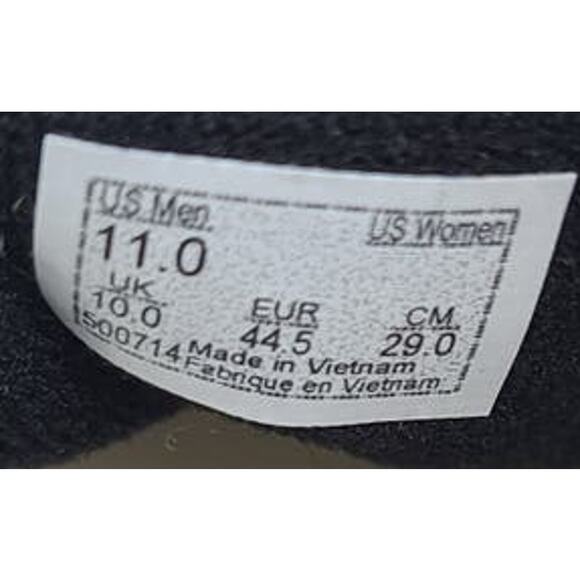 US Men. US Women
11.0
UK EUR CM
10.0 44.5 29.0
500714 Made in Vietnam
Fabrique en Vietnam